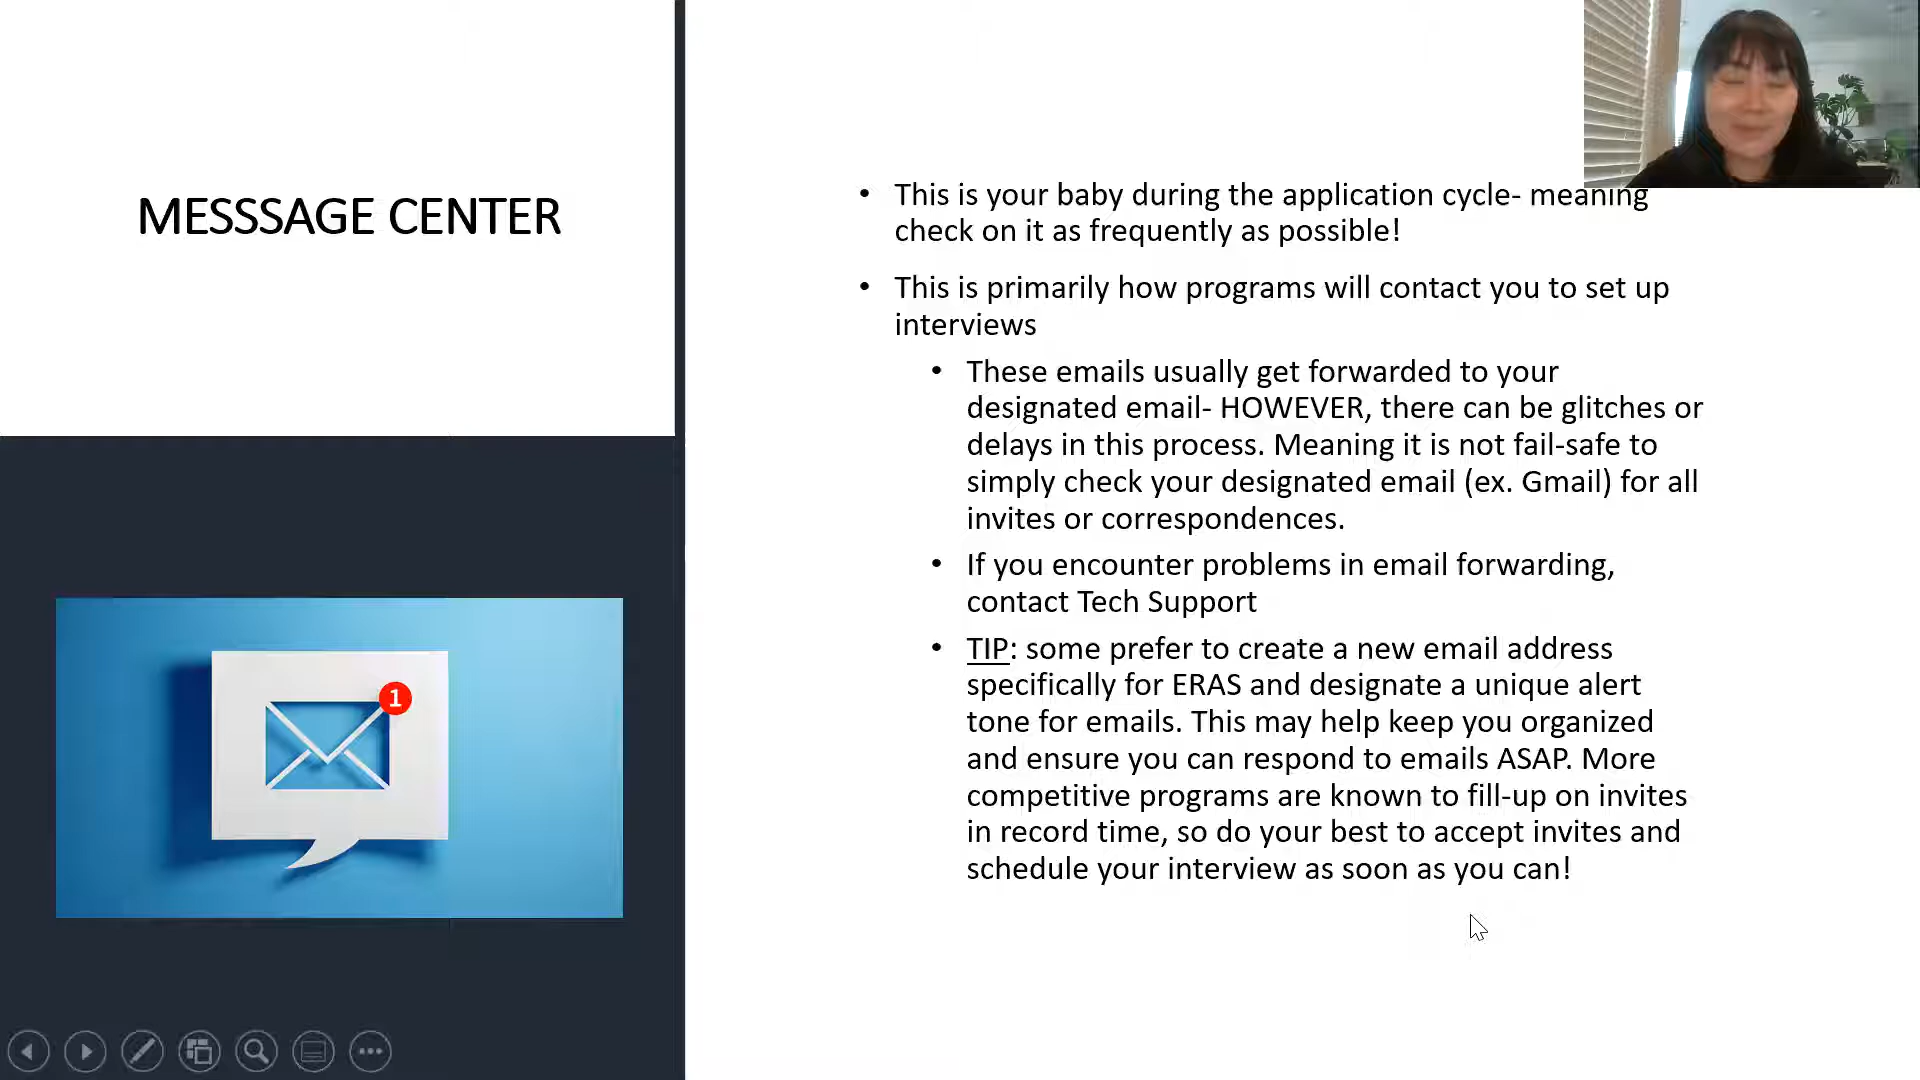 MESSSAGE CENTER
• This is your baby during the application cycle- meaning
check on it as frequently as possible!
• This is primarily how programs will contact you to set up
interviews
• These emails usually get forwarded to your
designated email- HOWEVER, there can be glitches or
delays in this process. Meaning it is not fail-safe to
simply check your designated email (ex. Gmail) for all
invites or correspondences.
• If you encounter problems in email forwarding,
contact Tech Support
• TIP: some prefer to create a new email address
specifically for ERAS and designate a unique alert
tone for emails. This may help keep you organized
and ensure you can respond to emails ASAP. More
competitive programs are known to fill-up on invites
in record time, so do your best to accept invites and
schedule your interview as soon as you can!
1